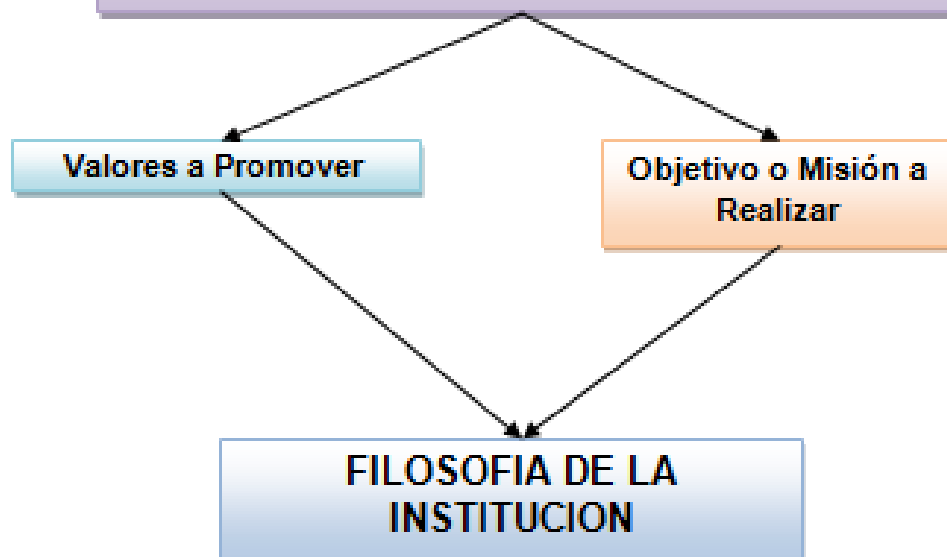 Valores a Promover
Objetivo o Misión a
Realizar
FILOSOFIA DE LA
INSTITUCION